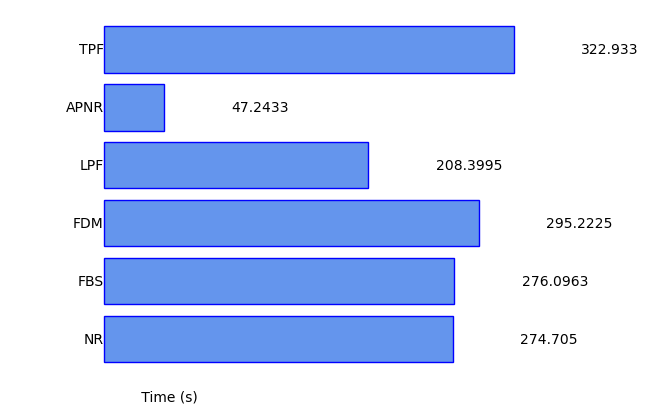 TPF 322.933
APNR 47.2433
LPF 208.3995
FDM 295.2225
FBS 276.0963
NR 274.705
Time (s)